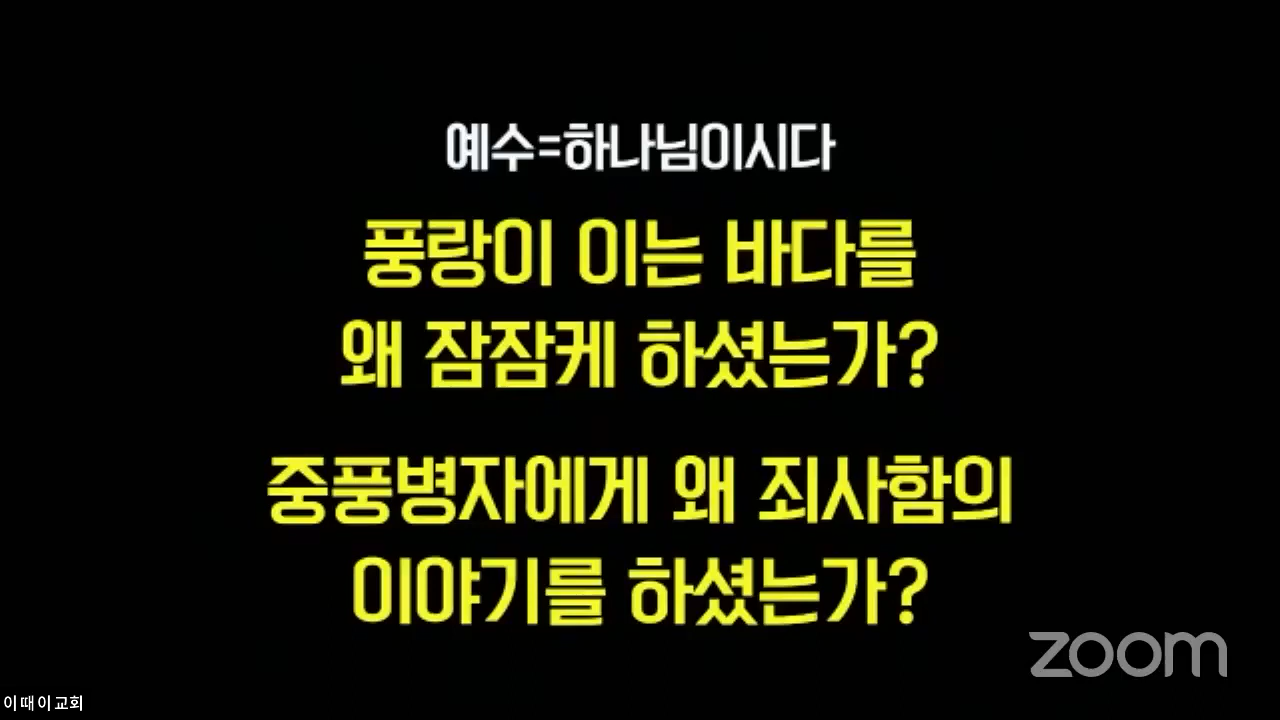 예수=하나님이시다
풍랑이 이는 바다를
왜 잠잠케 하셨는가?
중풍병자에게 왜 죄사함의
이야기를 하셨는가?
zoom
이때이교회